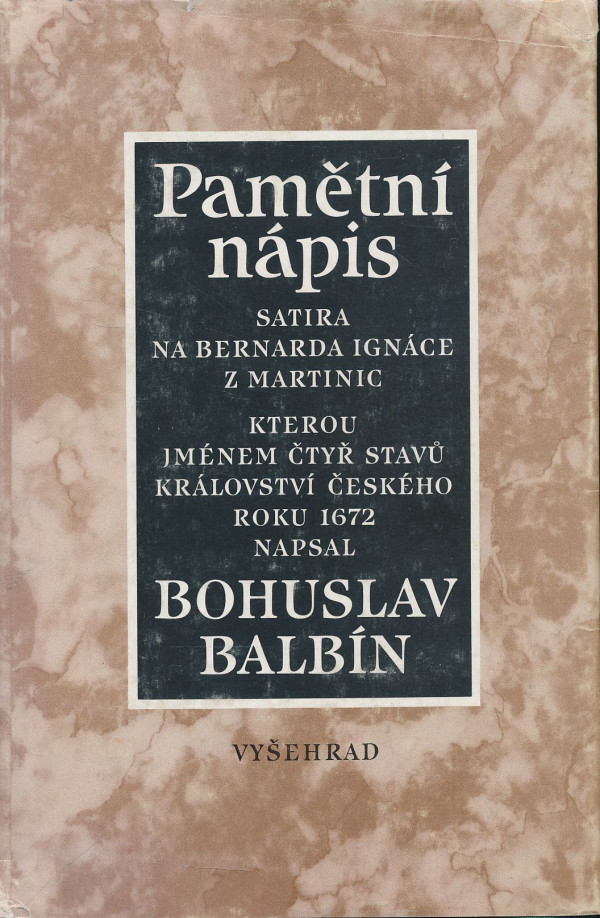 Pamětní
nápis
SATIRA
NA BERNARDA IGNÁCE
Z MARTINIC
KTEROU
JMÉNEM ČTYŘ STAVŮ
KRÁLOVSTVÍ ČESKÉHO
ROKU 1672
NAPSAL
BOHUSLAV
BALBÍN
VYŠEHRAD